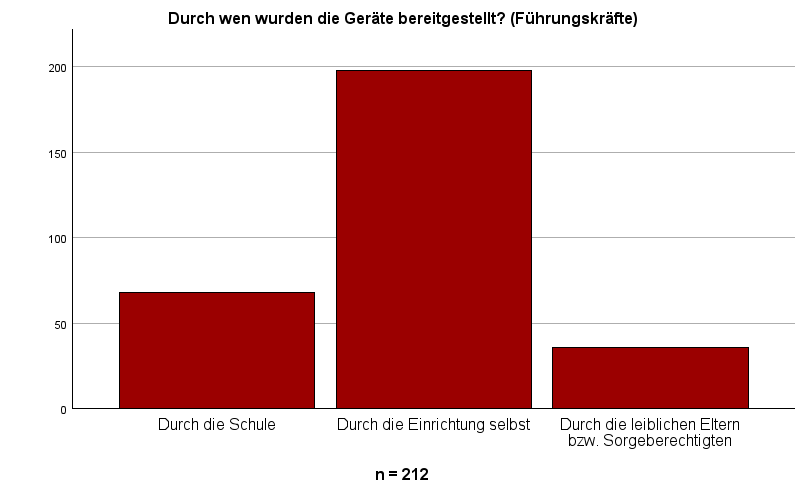 Durch wen wurden die Geräte bereitgestellt? (Führungskräfte)
200
150
100
50
0
Durch die Schule
Durch die Einrichtung selbst
Durch die leiblichen Eltern
bzw. Sorgeberechtigten
n = 212